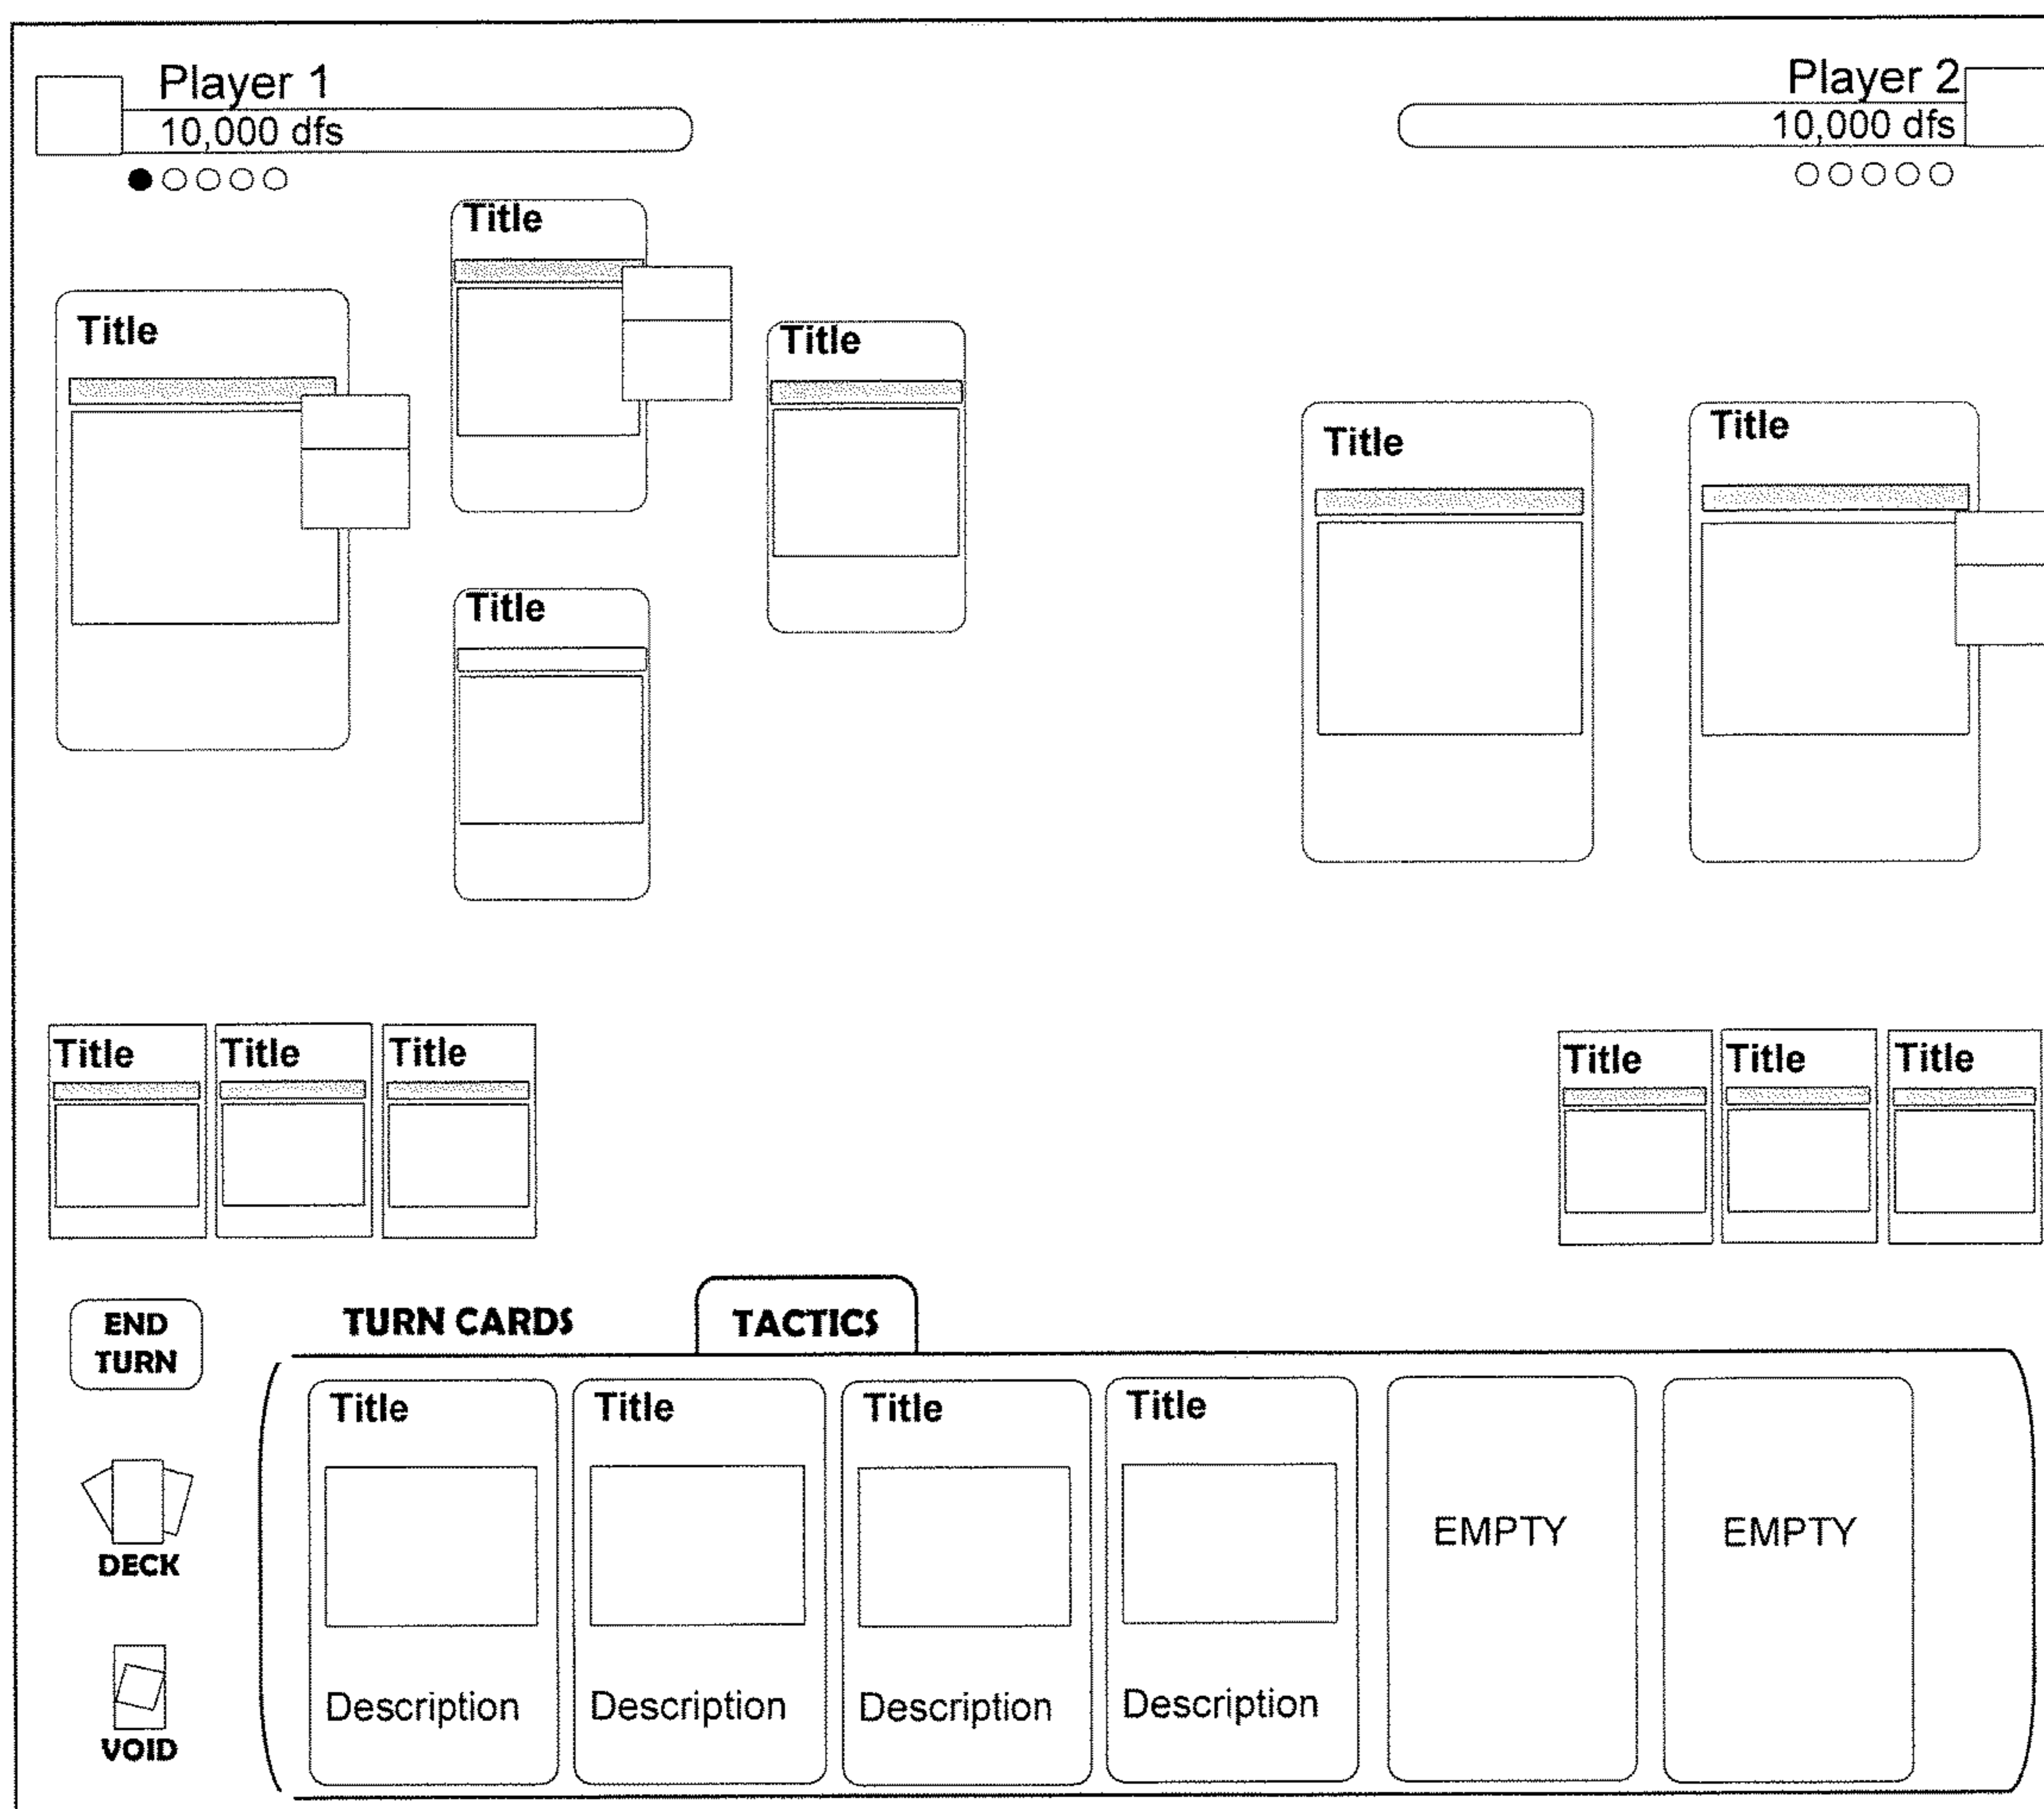 Player 1
10,000 dfs
Player 2
10,000 dfs
Title
Title
Title
Title
Title
Title
Title
Title
Title
Title
Title
Title
END
TURN
TURN CARDS
TACTICS
DECK
VOID
Title
Description
Title
Description
Title
Description
Title
Description
EMPTY
EMPTY